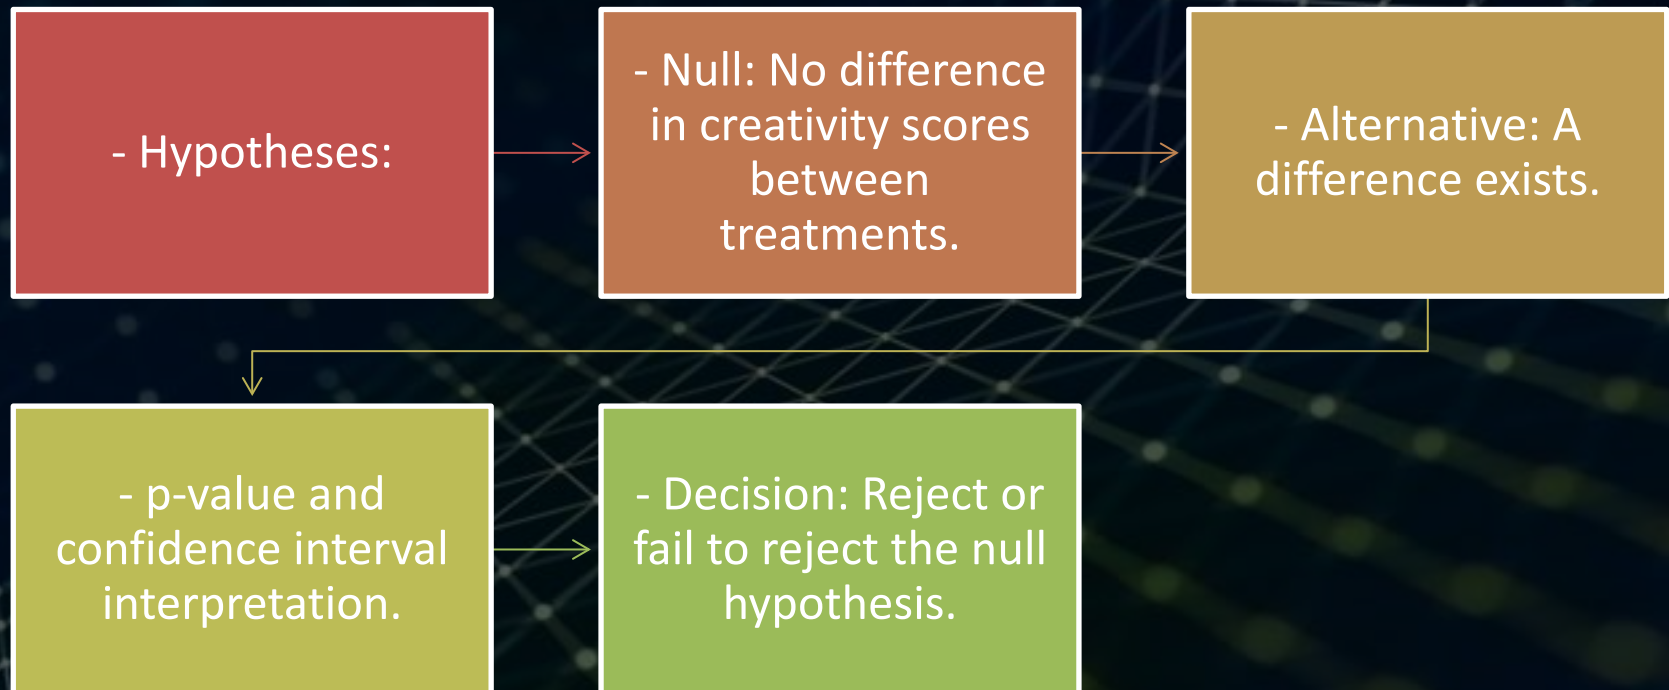 - Hypotheses:
- Null: No difference
in creativity scores
between
treatments.
- Alternative: A
difference exists.
- p-value and
confidence interval
interpretation.
- Decision: Reject or
fail to reject the null
hypothesis.